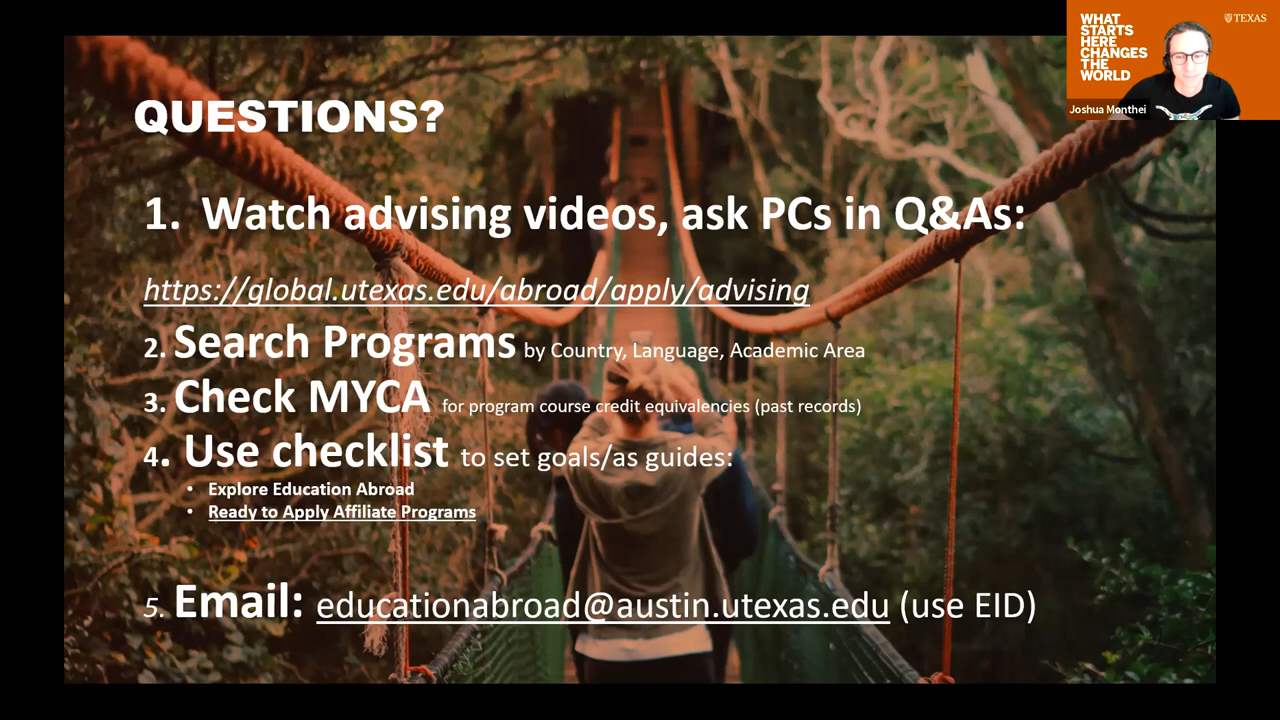 WHAT
STARTS
HERE
CHANGES
THE
WORLD
TEXAS
Joshua Monthei
QUESTIONS?
1. Watch advising videos, ask PCs in Q&As:
https://global.utexas.edu/abroad/apply/advising
2. Search Programs by Country, Language, Academic Area
3. Check MYCA for program course credit equivalencies (past records)
4. Use checklist to set goals/as guides:
• Explore Education Abroad
• Ready to Apply Affiliate Programs
5. Email: educationabroad@austin.utexas.edu (use EID)